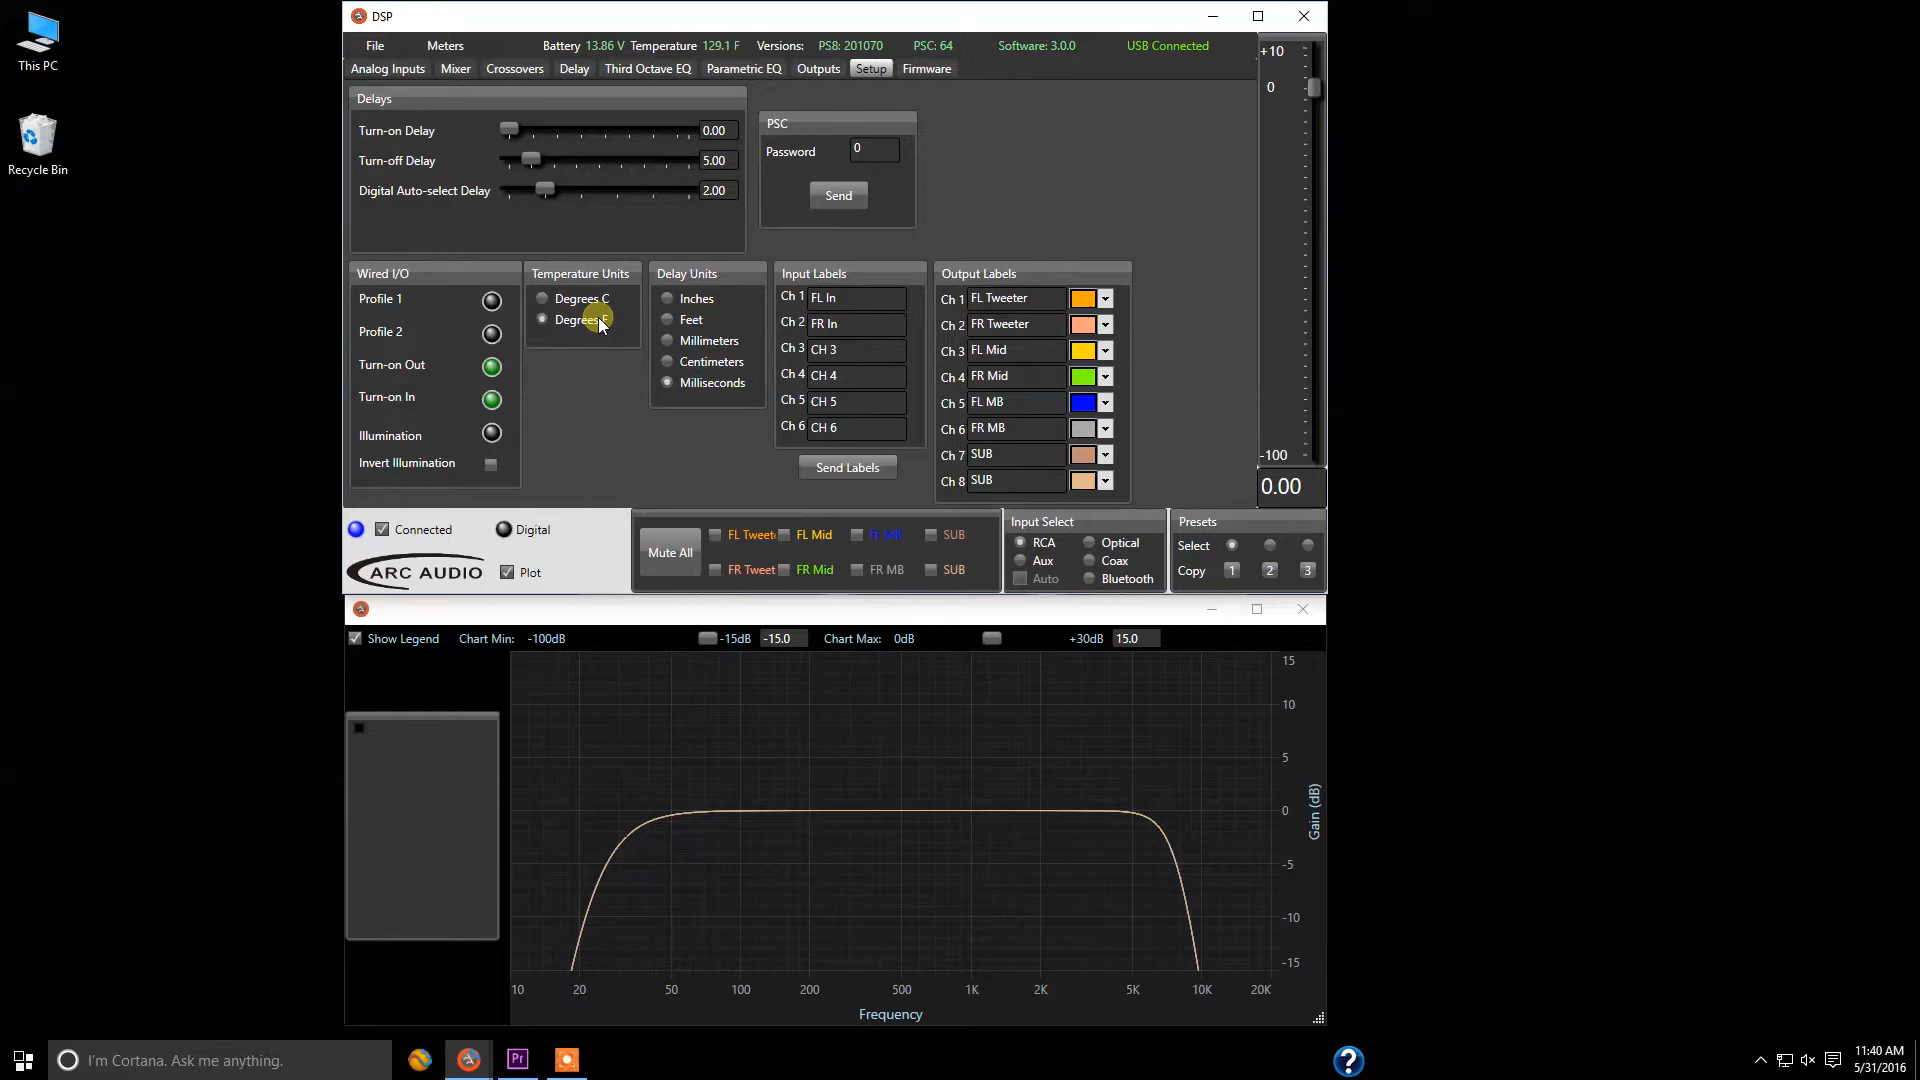 This PC
Recycle Bin
DSP
File Meters Battery 13.86 V Temperature 129.1 F Versions: PS8: 201070 PSC: 64 Software: 3.0.0 USB Connected
Analog Inputs Mixer Crossovers Delay Third Octave EQ Parametric EQ Outputs Setup Firmware
+10
0
-100
0.00
Delays
Turn-on Delay 0.00
Turn-off Delay 5.00
Digital Auto-select Delay 2.00
PSC
Password 0
Send
Wired I/O
Profile 1
Profile 2
Turn-on Out
Turn-on In
Illumination
Invert Illumination
Temperature Units
Degrees C
Degrees F
Delay Units
Inches
Feet
Millimeters
Centimeters
Milliseconds
Input Labels
Ch 1 FL In
Ch 2 FR In
Ch 3 CH 3
Ch 4 CH 4
Ch 5 CH 5
Ch 6 CH 6
Send Labels
Output Labels
Ch 1 FL Tweeter
Ch 2 FR Tweeter
Ch 3 FL Mid
Ch 4 FR Mid
Ch 5 FL MB
Ch 6 FR MB
Ch 7 SUB
Ch 8 SUB
Connected Digital
ARC AUDIO Plot
Mute All
FL Tweet FL Mid FL MB SUB
FR Tweet FR Mid FR MB SUB
Input Select
RCA Optical
Aux Coax
Auto Bluetooth
Presets
Select
Copy 1 2 3
Show Legend Chart Min: -100dB -15dB -15.0 Chart Max: 0dB +30dB 15.0
15
10
5
0
-5
-10
-15
Gain (dB)
10 20 50 100 200 500 1K 2K 5K 10K 20K
Frequency
I'm Cortana. Ask me anything.
Pr
?
11:40 AM
5/31/2016